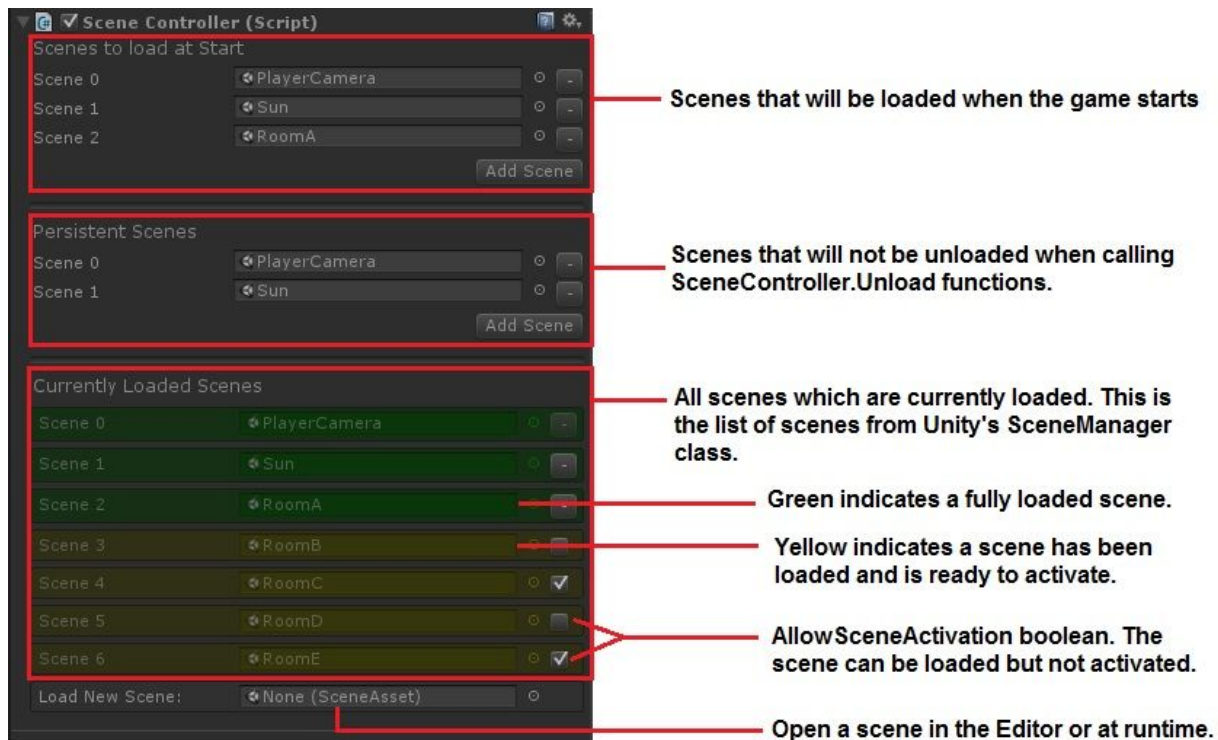 Scene Controller (Script)
Scenes to load at Start
Scene 0 PlayerCamera -
Scene 1 Sun -
Scene 2 RoomA -
Add Scene
Scenes that will be loaded when the game starts
Persistent Scenes
Scene 0 PlayerCamera -
Scene 1 Sun -
Add Scene
Scenes that will not be unloaded when calling
SceneController.Unload functions.
Currently Loaded Scenes
Scene 0 PlayerCamera -
Scene 1 Sun -
Scene 2 RoomA -
Scene 3 RoomB
Scene 4 RoomC
Scene 5 RoomD
Scene 6 RoomE
All scenes which are currently loaded. This is
the list of scenes from Unity's SceneManager
class.
Green indicates a fully loaded scene.
Yellow indicates a scene has been
loaded and is ready to activate.
AllowSceneActivation boolean. The
scene can be loaded but not activated.
Load New Scene: None (SceneAsset)
Open a scene in the Editor or at runtime.